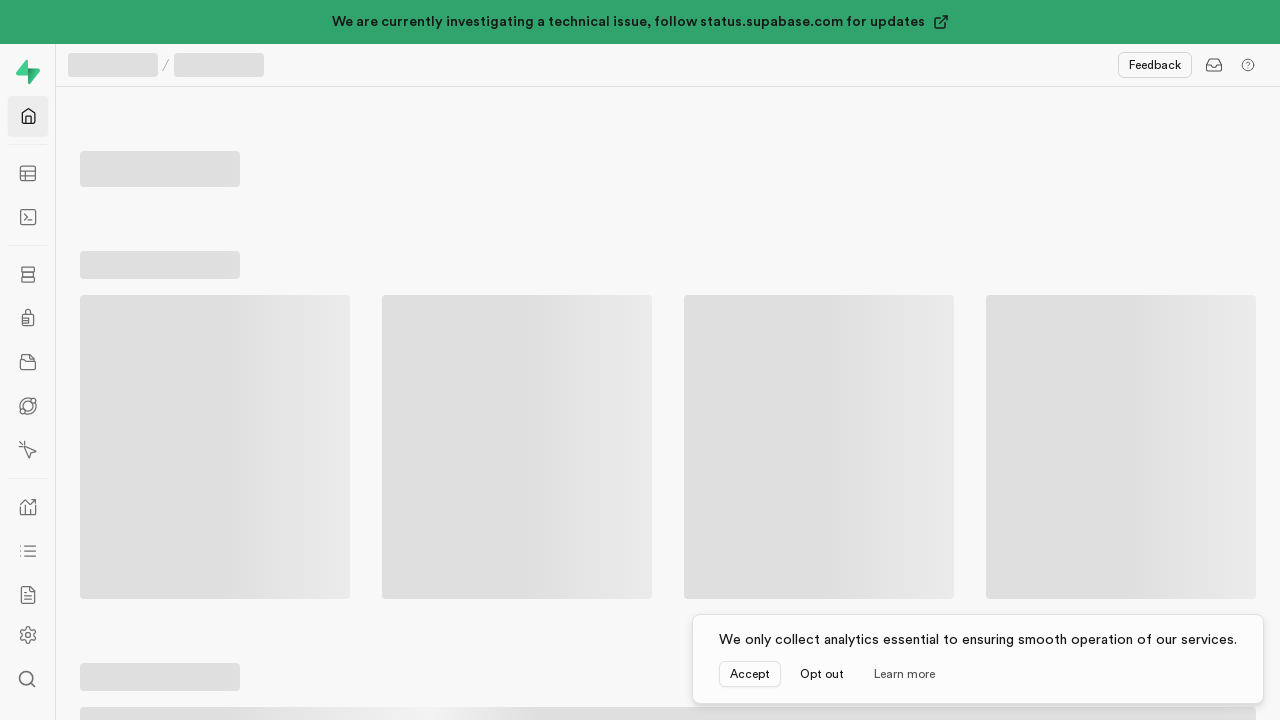 We are currently investigating a technical issue, follow status.supabase.com for updates
/
Feedback
We only collect analytics essential to ensuring smooth operation of our services.
Accept Opt out Learn more